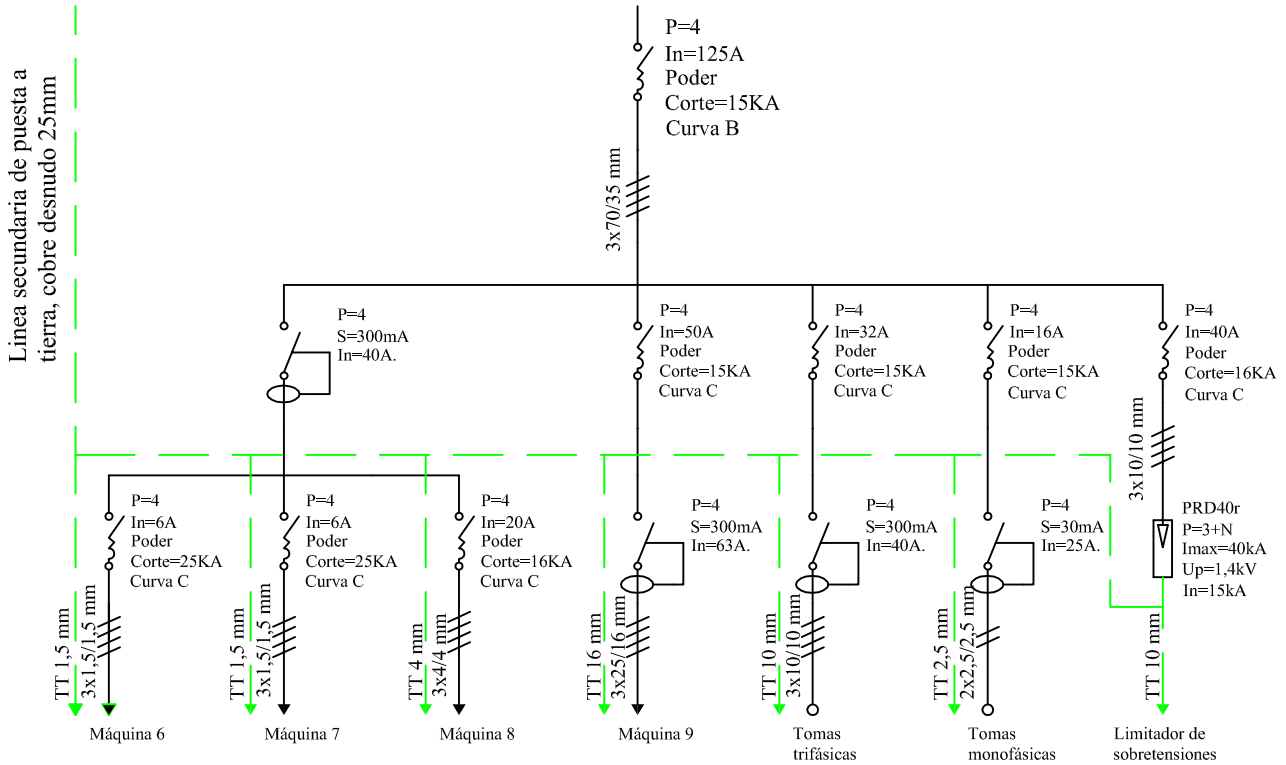 P=4
In=125A
Poder
Corte=15KA
Curva B
Linea secundaria de puesta a
tierra, cobre desnudo 25mm
3x70/35 mm
P=4
S=300mA
In=40A.
P=4
In=50A
Poder
Corte=15KA
Curva C
P=4
In=32A
Poder
Corte=15KA
Curva C
P=4
In=16A
Poder
Corte=15KA
Curva C
P=4
In=40A
Poder
Corte=16KA
Curva C
3x10/10 mm
P=4
In=6A
Poder
Corte=25KA
Curva C
P=4
In=6A
Poder
Corte=25KA
Curva C
P=4
In=20A
Poder
Corte=16KA
Curva C
P=4
S=300mA
In=63A.
P=4
S=300mA
In=40A.
P=4
S=30mA
In=25A.
PRD40r
P=3+N
Imax=40kA
Up=1,4kV
In=15kA
TT 1,5 mm
3x1,5/1,5 mm
TT 1,5 mm
3x1,5/1,5 mm
TT 4 mm
3x4/4 mm
TT 16 mm
3x25/16 mm
TT 10 mm
3x10/10 mm
TT 2,5 mm
2x2,5/2,5 mm
TT 10 mm
Máquina 6
Máquina 7
Máquina 8
Máquina 9
Tomas
trifásicas
Tomas
monofásicas
Limitador de
sobretensiones